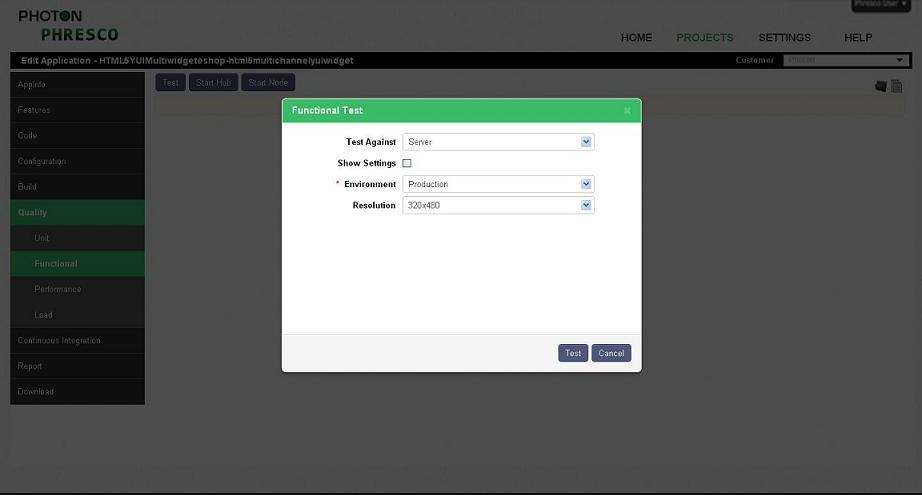 Phresco User
PHOTON
PHRESCO
HOME PROJECTS SETTINGS HELP
Edit Application - HTML5YUIMultiwidgeteshop-html5multichannelyuiwidget
Customer Photon
AppInfo
Features
Code
Configuration
Build
Quality
Unit
Functional
Performance
Load
Continuous Integration
Report
Download
Test Start Hub Start Node
Functional Test ×
Test Against Server
Show Settings
* Environment Production
Resolution 320x480
Test Cancel